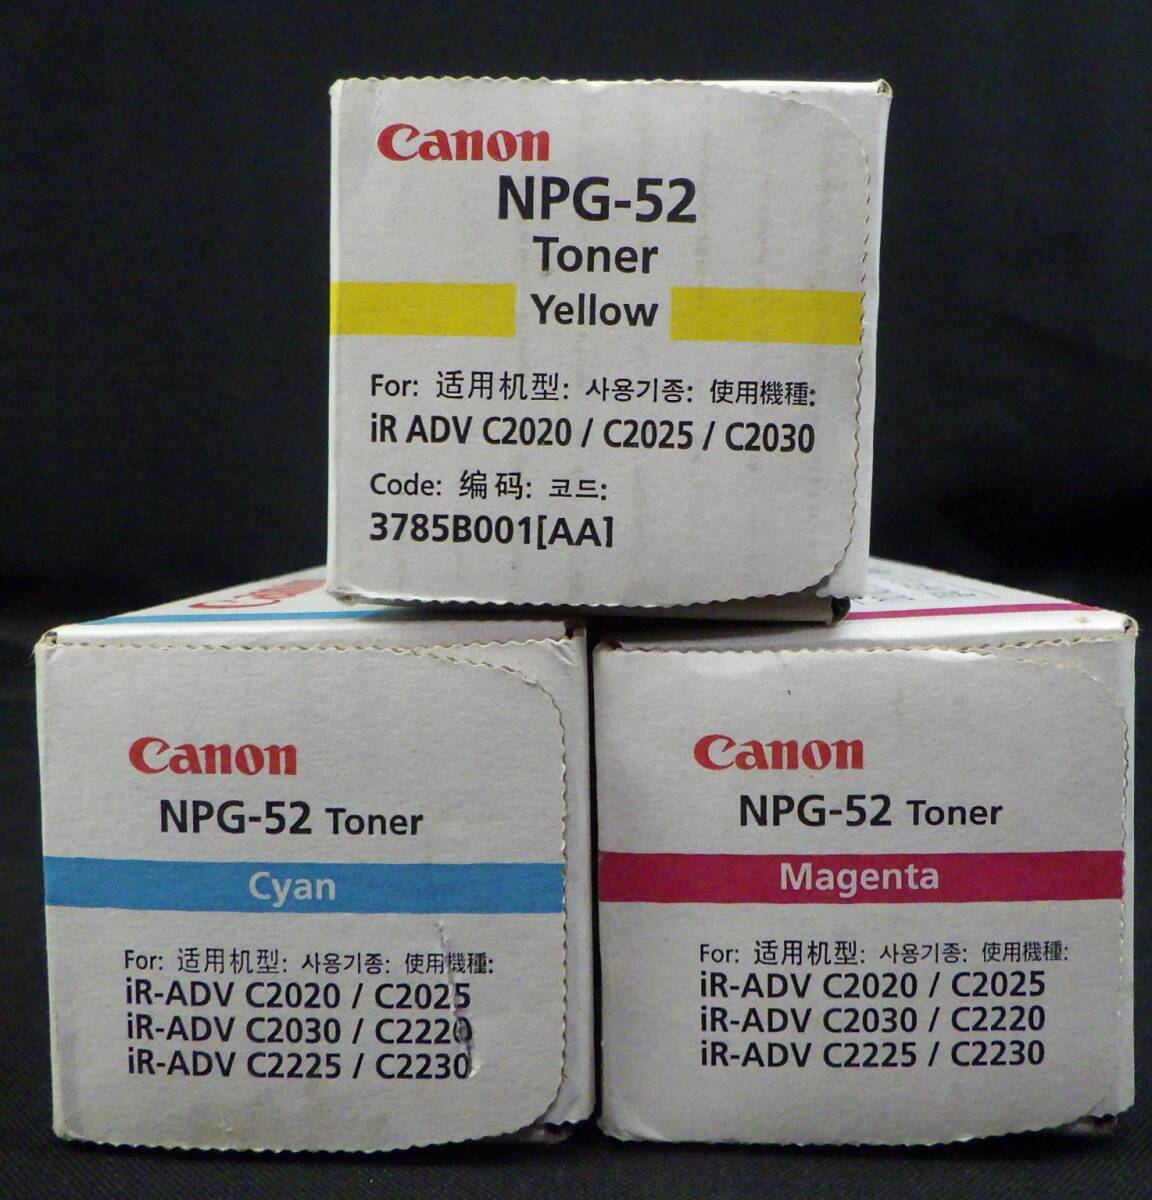 Canon
NPG-52
Toner
Yellow
For: 适用机型: 사용기종: 使用機種:
iR ADV C2020 / C2025 / C2030
Code: 编码: 코드:
3785B001[AA]
Canon
Canon
NPG-52 Toner
Cyan
For: 适用机型: 사용기종: 使用機種:
iR-ADV C2020 / C2025
iR-ADV C2030 / C2220
iR-ADV C2225 / C2230
Canon
NPG-52 Toner
Magenta
For: 适用机型: 사용기종: 使用機種:
iR-ADV C2020 / C2025
iR-ADV C2030 / C2220
iR-ADV C2225 / C2230